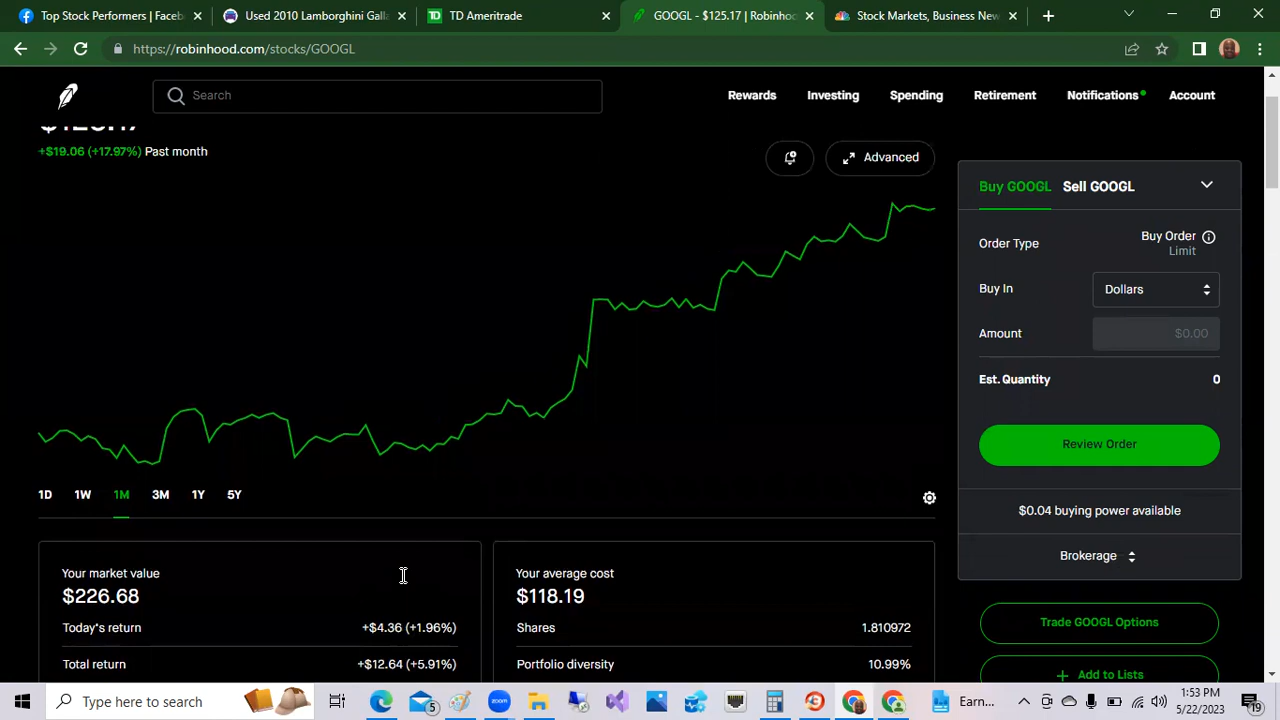 Top Stock Performers | Faceb
Used 2010 Lamborghini Galla
TD Ameritrade
GOOGL - $125.17 | Robinhoo
Stock Markets, Business New
https://robinhood.com/stocks/GOOGL
Search
Rewards
Investing
Spending
Retirement
Notifications
Account
+$19.06 (+17.97%) Past month
Advanced
Buy GOOGL
Sell GOOGL
Order Type
Buy Order
Limit
Buy In
Dollars
Amount
$0.00
Est. Quantity
0
Review Order
1D
1W
1M
3M
1Y
5Y
$0.04 buying power available
Brokerage
Your market value
$226.68
Today's return
+$4.36 (+1.96%)
Total return
+$12.64 (+5.91%)
Your average cost
$118.19
Shares
1.810972
Portfolio diversity
10.99%
Trade GOOGL Options
+ Add to Lists
Type here to search
5
zoom
Earn...
1:53 PM
5/22/2023
19